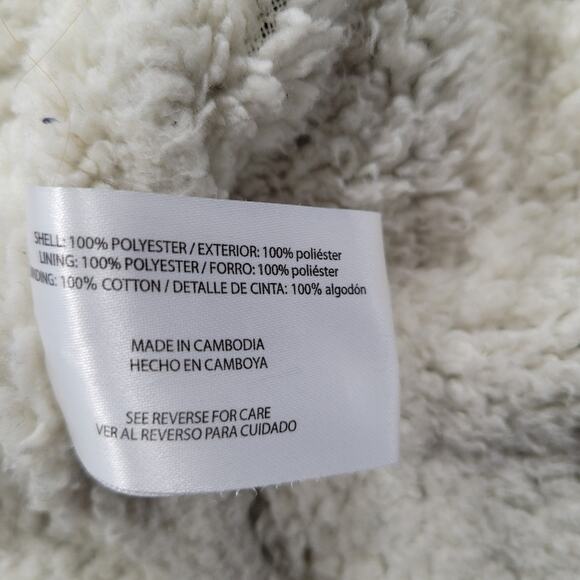 SHELL: 100% POLYESTER / EXTERIOR: 100% poliéster
LINING: 100% POLYESTER / FORRO: 100% poliéster
100% COTTON / DETALLE DE CINTA: 100% algodón
MADE IN CAMBODIA
HECHO EN CAMBOYA
SEE REVERSE FOR CARE
VER AL REVERSO PARA CUIDADO